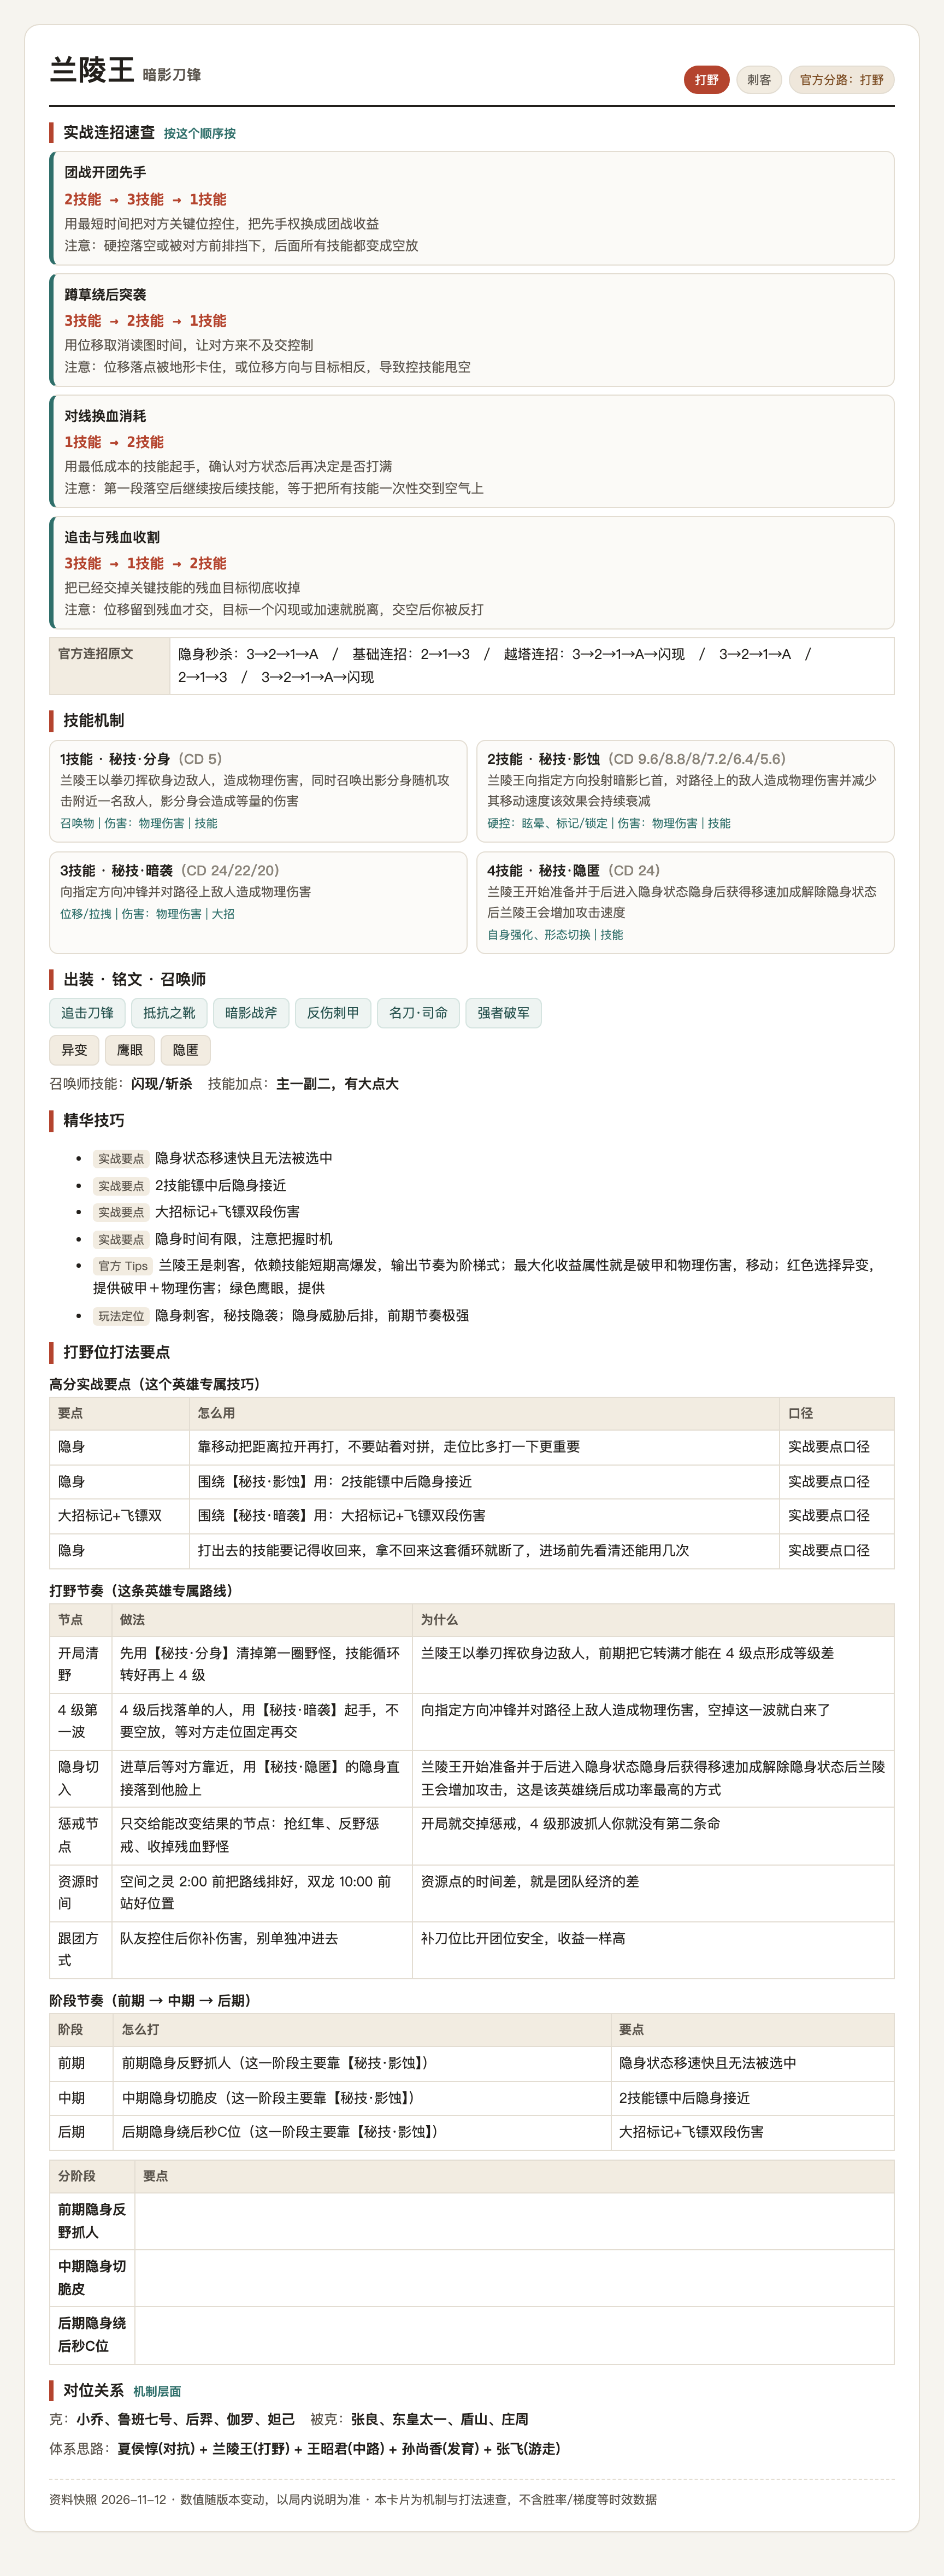 兰陵王 暗影刀锋
打野 刺客 官方分路：打野
实战连招速查 按这个顺序按
团战开团先手
2技能 → 3技能 → 1技能
用最短时间把对方关键位控住，把先手权换成团战收益
注意：硬控落空或被对方前排挡下，后面所有技能都变成空放
蹲草绕后突袭
3技能 → 2技能 → 1技能
用位移取消读图时间，让对方来不及交控制
注意：位移落点被地形卡住，或位移方向与目标相反，导致控技能甩空
对线换血消耗
1技能 → 2技能
用最低成本的技能起手，确认对方状态后再决定是否打满
注意：第一段落空后继续按后续技能，等于把所有技能一次性交到空气上
追击与残血收割
3技能 → 1技能 → 2技能
把已经交掉关键技能的残血目标彻底收掉
注意：位移留到残血才交，目标一个闪现或加速就脱离，交空后你被反打
官方连招原文 隐身秒杀：3→2→1→A / 基础连招：2→1→3 / 越塔连招：3→2→1→A→闪现 / 3→2→1→A /
2→1→3 / 3→2→1→A→闪现
技能机制
1技能 · 秘技·分身（CD 5）
兰陵王以拳刃挥砍身边敌人，造成物理伤害，同时召唤出影分身随机攻
击附近一名敌人，影分身会造成等量的伤害
召唤物 | 伤害：物理伤害 | 技能
2技能 · 秘技·影蚀（CD 9.6/8.8/8/7.2/6.4/5.6）
兰陵王向指定方向投射暗影匕首，对路径上的敌人造成物理伤害并减少
其移动速度该效果会持续衰减
硬控：眩晕、标记/锁定 | 伤害：物理伤害 | 技能
3技能 · 秘技·暗袭（CD 24/22/20）
向指定方向冲锋并对路径上敌人造成物理伤害
位移/拉拽 | 伤害：物理伤害 | 大招
4技能 · 秘技·隐匿（CD 24）
兰陵王开始准备并于后进入隐身状态隐身后获得移速加成解除隐身状态
后兰陵王会增加攻击速度
自身强化、形态切换 | 技能
出装 · 铭文 · 召唤师
追击刀锋 抵抗之靴 暗影战斧 反伤刺甲 名刀·司命 强者破军
异变 鹰眼 隐匿
召唤师技能：闪现/斩杀 技能加点：主一副二，有大点大
精华技巧
• 实战要点 隐身状态移速快且无法被选中
• 实战要点 2技能镖中后隐身接近
• 实战要点 大招标记+飞镖双段伤害
• 实战要点 隐身时间有限，注意把握时机
• 官方 Tips 兰陵王是刺客，依赖技能短期高爆发，输出节奏为阶梯式；最大化收益属性就是破甲和物理伤害，移动；红色选择异变，
提供破甲＋物理伤害；绿色鹰眼，提供
• 玩法定位 隐身刺客，秘技隐袭；隐身威胁后排，前期节奏极强
打野位打法要点
高分实战要点（这个英雄专属技巧）
要点 怎么用 口径
隐身 靠移动把距离拉开再打，不要站着对拼，走位比多打一下更重要 实战要点口径
隐身 围绕【秘技·影蚀】用：2技能镖中后隐身接近 实战要点口径
大招标记+飞镖双 围绕【秘技·暗袭】用：大招标记+飞镖双段伤害 实战要点口径
隐身 打出去的技能要记得收回来，拿不回来这套循环就断了，进场前先看清还能用几次 实战要点口径
打野节奏（这条英雄专属路线）
节点 做法 为什么
开局清野 先用【秘技·分身】清掉第一圈野怪，技能循环转好再上 4 级 兰陵王以拳刃挥砍身边敌人，前期把它转满才能在 4 级点形成等级差
4 级第一波 4 级后找落单的人，用【秘技·暗袭】起手，不要空放，等对方走位固定再交 向指定方向冲锋并对路径上敌人造成物理伤害，空掉这一波就白来了
隐身切入 进草后等对方靠近，用【秘技·隐匿】的隐身直接落到他脸上 兰陵王开始准备并于后进入隐身状态隐身后获得移速加成解除隐身状态后兰陵王会增加攻击，这是该英雄绕后成功率最高的方式
惩戒节点 只交给能改变结果的节点：抢红隼、反野惩戒、收掉残血野怪 开局就交掉惩戒，4 级那波抓人你就没有第二条命
资源时间 空间之灵 2:00 前把路线排好，双龙 10:00 前站好位置 资源点的时间差，就是团队经济的差
跟团方式 队友控住后你补伤害，别单独冲进去 补刀位比开团位安全，收益一样高
阶段节奏（前期 → 中期 → 后期）
阶段 怎么打 要点
前期 前期隐身反野抓人（这一阶段主要靠【秘技·影蚀】） 隐身状态移速快且无法被选中
中期 中期隐身切脆皮（这一阶段主要靠【秘技·影蚀】） 2技能镖中后隐身接近
后期 后期隐身绕后秒C位（这一阶段主要靠【秘技·影蚀】） 大招标记+飞镖双段伤害
分阶段 要点
前期隐身反
野抓人
中期隐身切
脆皮
后期隐身绕
后秒C位
对位关系 机制层面
克：小乔、鲁班七号、后羿、伽罗、妲己 被克：张良、东皇太一、盾山、庄周
体系思路：夏侯惇(对抗) + 兰陵王(打野) + 王昭君(中路) + 孙尚香(发育) + 张飞(游走)
资料快照 2026-11-12 · 数值随版本变动，以局内说明为准 · 本卡片为机制与打法速查，不含胜率/梯度等时效数据